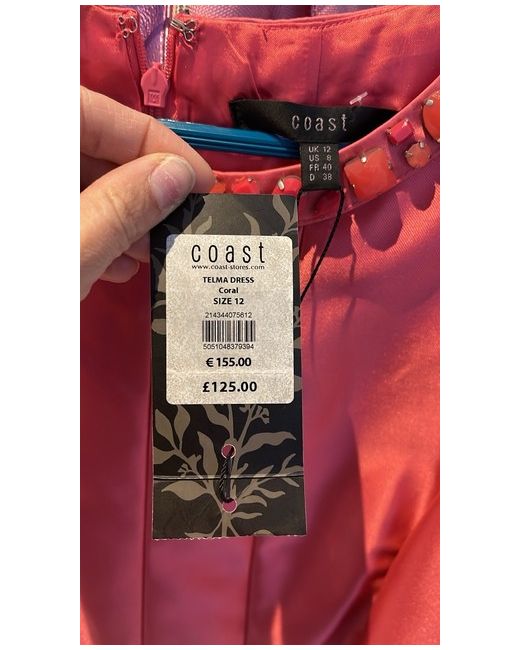 coast
UK 12
US 8
FR 40
D 38
coast
www.coast-stores.com
TELMA DRESS
Coral
SIZE 12
214344075612
5051048379394
€ 155.00
£125.00